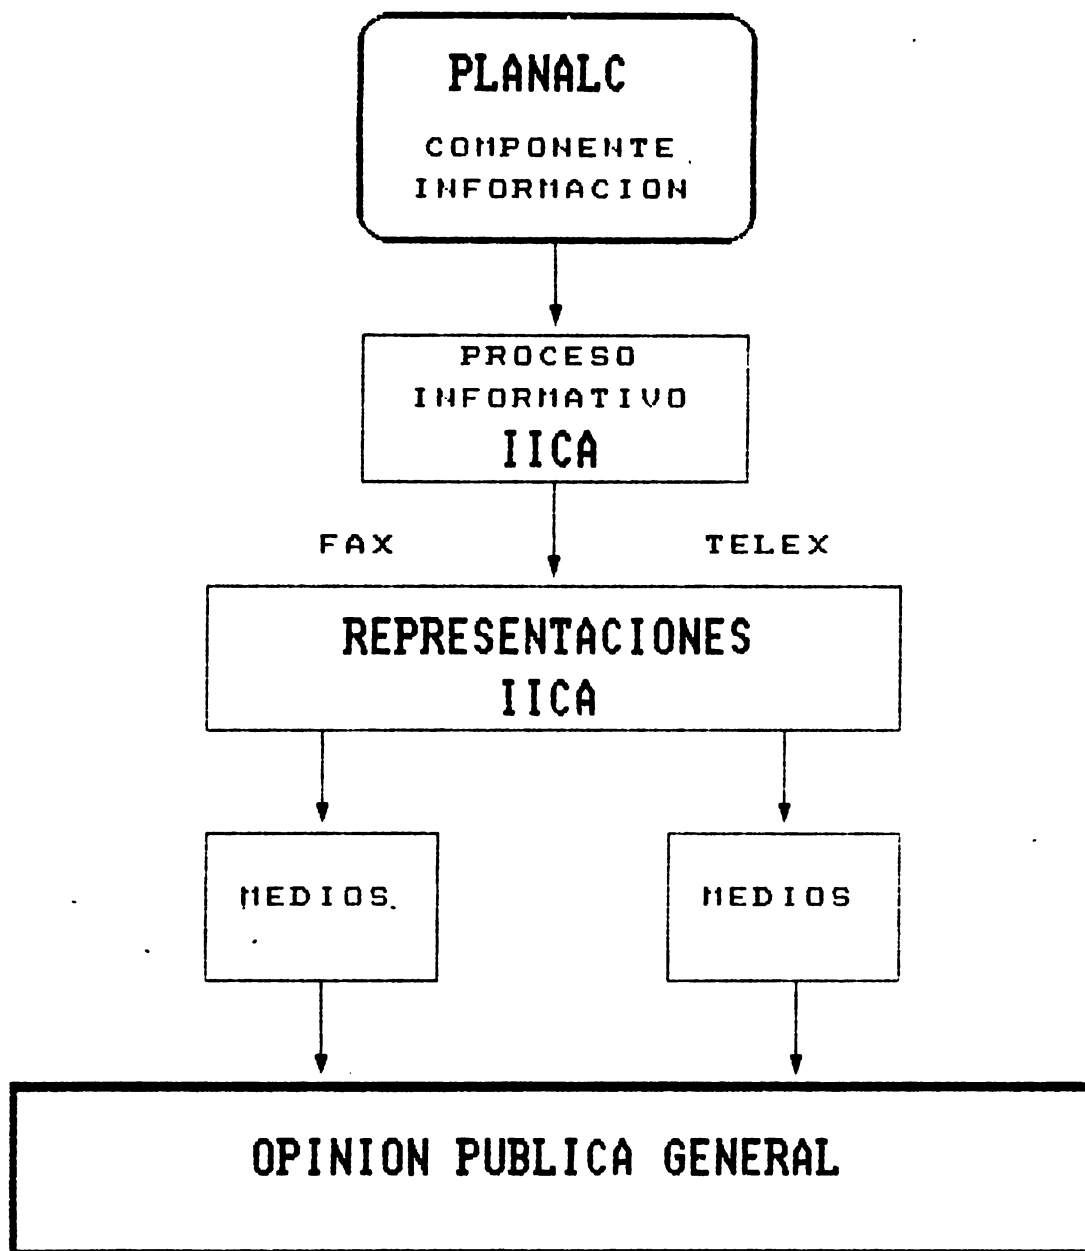 PLANALC
COMPONENTE
INFORMACION
PROCESO
INFORMATIVO
IICA
FAX TELEX
REPRESENTACIONES
IICA
MEDIOS MEDIOS
OPINION PUBLICA GENERAL